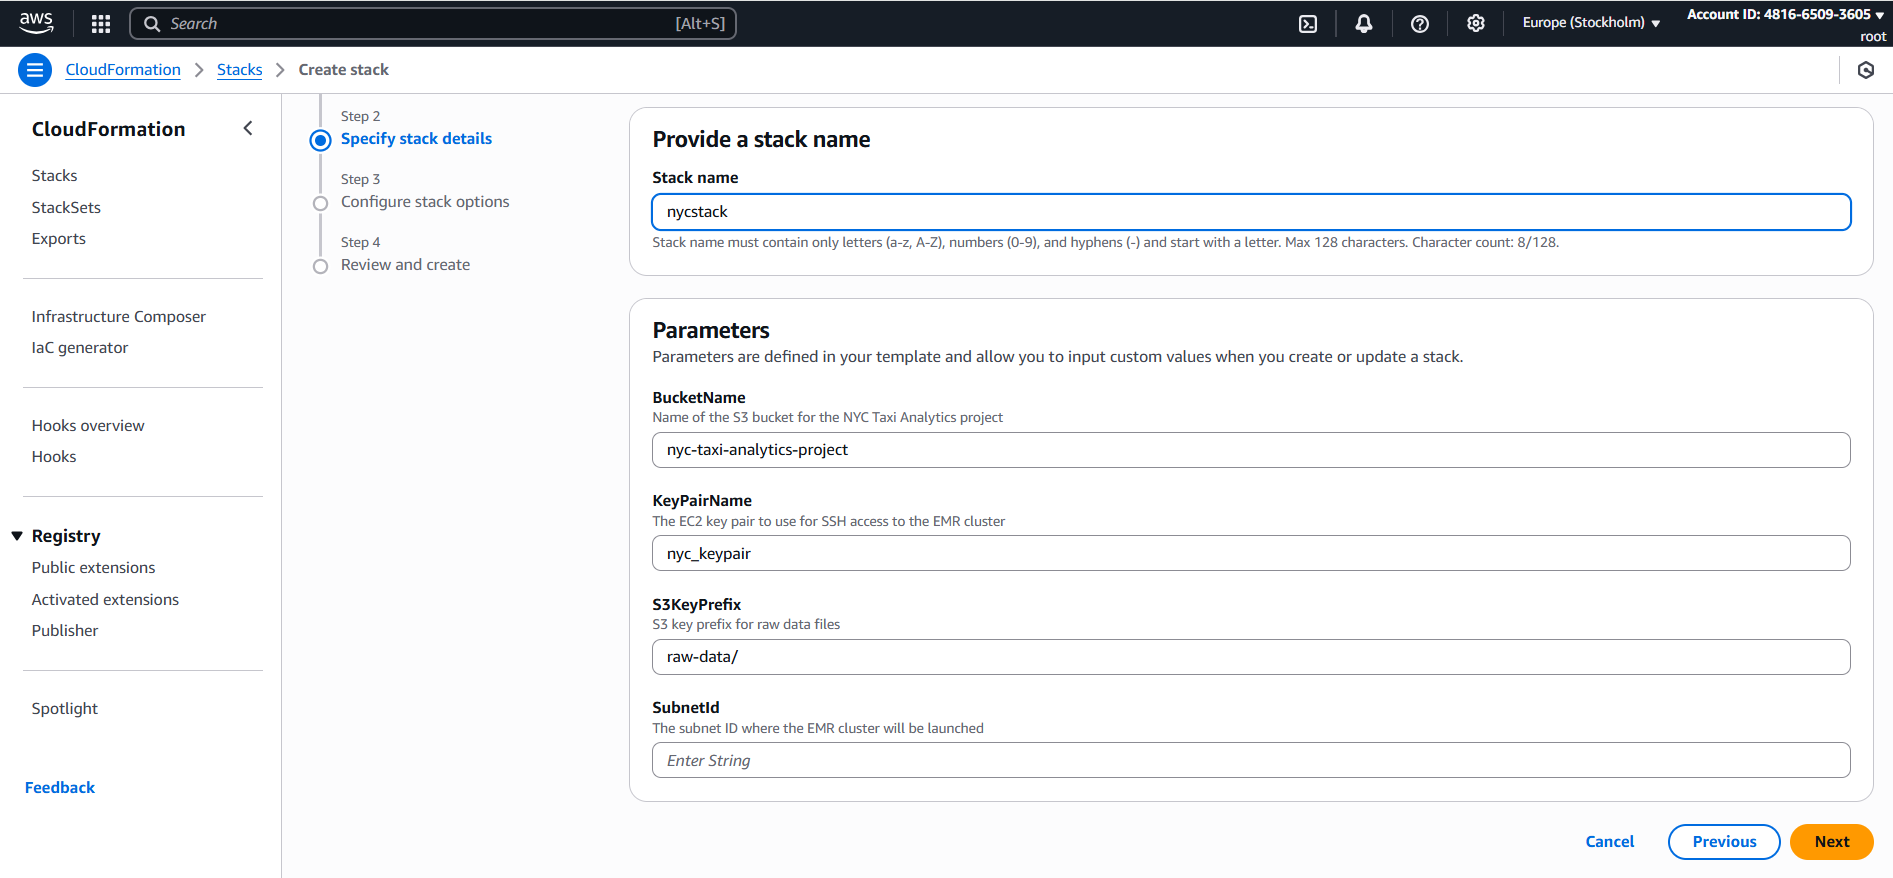 aws
Search
[Alt+S]
Europe (Stockholm)
Account ID: 4816-6509-3605
root
CloudFormation
Stacks
Create stack
CloudFormation
Stacks
StackSets
Exports
Infrastructure Composer
IaC generator
Hooks overview
Hooks
Registry
Public extensions
Activated extensions
Publisher
Spotlight
Feedback
Step 2
Specify stack details
Step 3
Configure stack options
Step 4
Review and create
Provide a stack name
Stack name
nycstack
Stack name must contain only letters (a-z, A-Z), numbers (0-9), and hyphens (-) and start with a letter. Max 128 characters. Character count: 8/128.
Parameters
Parameters are defined in your template and allow you to input custom values when you create or update a stack.
BucketName
Name of the S3 bucket for the NYC Taxi Analytics project
nyc-taxi-analytics-project
KeyPairName
The EC2 key pair to use for SSH access to the EMR cluster
nyc_keypair
S3KeyPrefix
S3 key prefix for raw data files
raw-data/
SubnetId
The subnet ID where the EMR cluster will be launched
Enter String
Cancel
Previous
Next